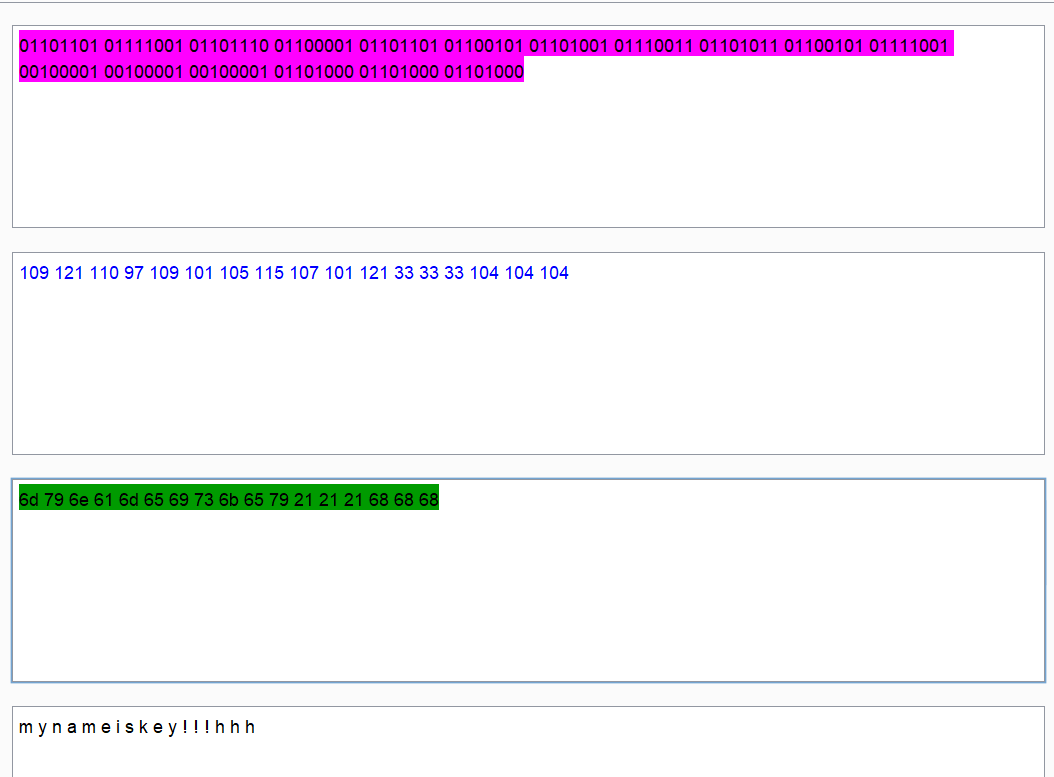 01101101 01111001 01101110 01100001 01101101 01100101 01101001 01110011 01101011 01100101 01111001
00100001 00100001 00100001 01101000 01101000 01101000
109 121 110 97 109 101 105 115 107 101 121 33 33 33 104 104 104
6d 79 6e 61 6d 65 69 73 6b 65 79 21 21 21 68 68 68
m y n a m e i s k e y ! ! ! h h h